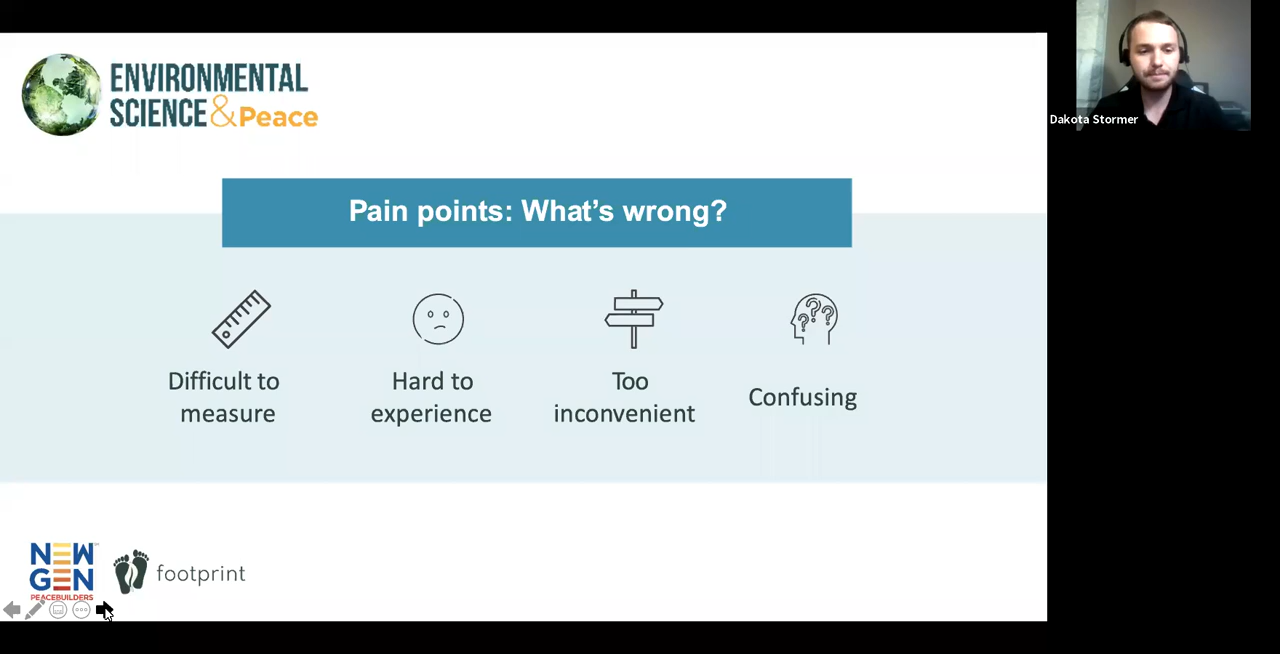 ENVIRONMENTAL
SCIENCE&Peace
Dakota Stormer
Pain points: What’s wrong?
Difficult to
measure
Hard to
experience
Too
inconvenient
Confusing
NEW
GEN
PEACEBUILDERS
footprint